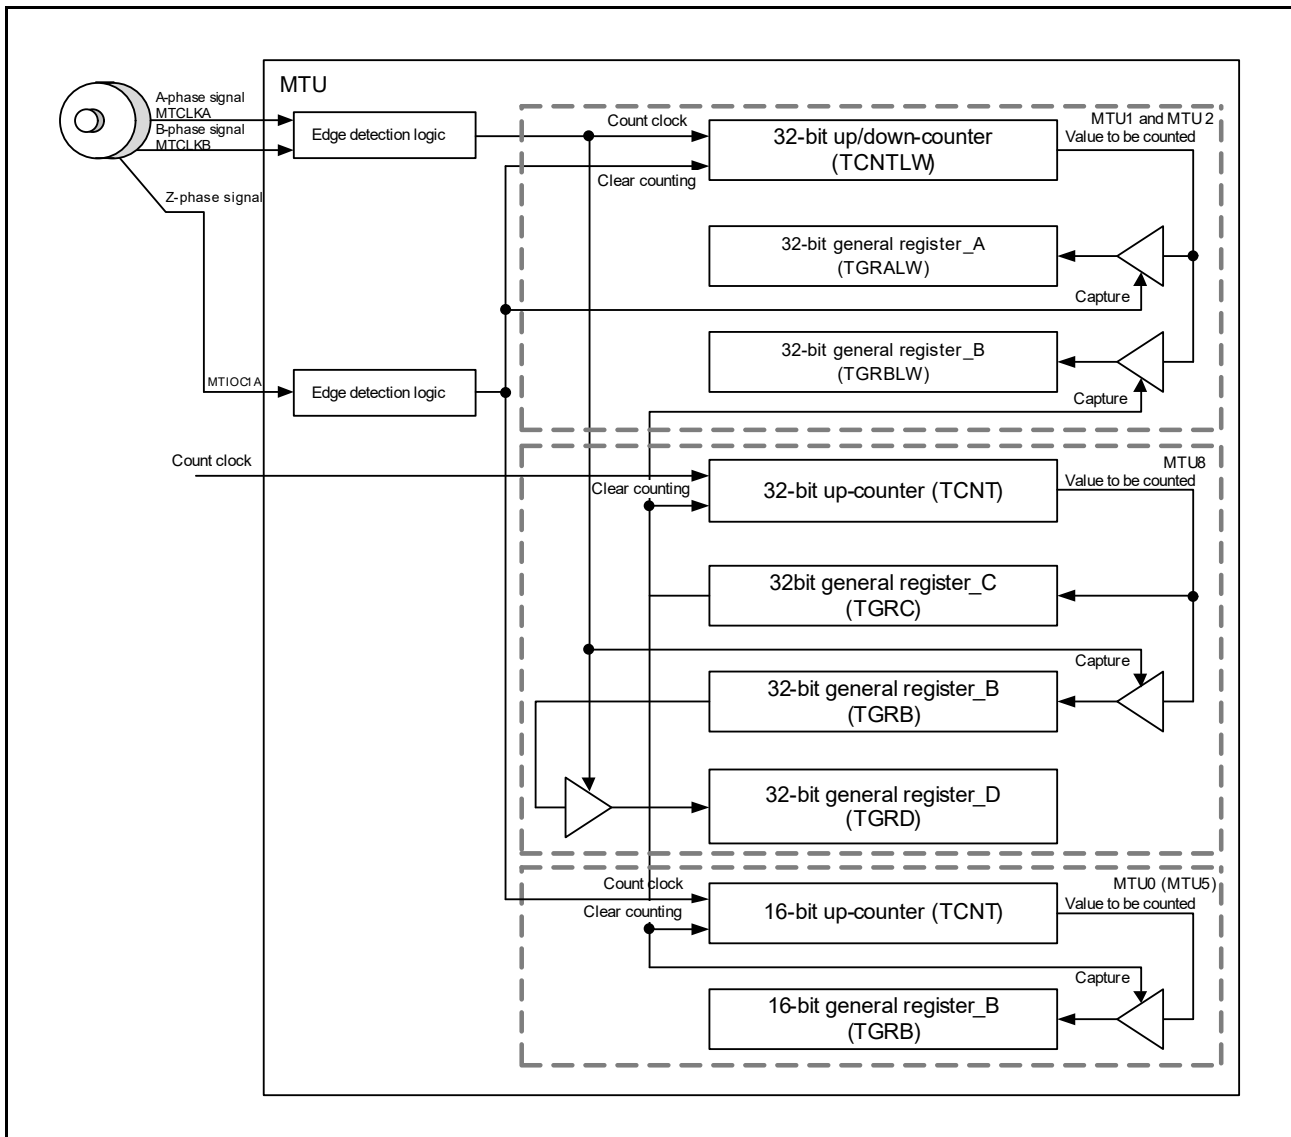 MTU
A-phase signal
MTCLKA
B-phase signal
MTCLKB
Z-phase signal
Edge detection logic
MTIOC1A
Edge detection logic
Count clock
MTU1 and MTU 2
Count clock
32-bit up/down-counter
(TCNTLW)
Value to be counted
Clear counting
32-bit general register_A
(TGRALW)
Capture
32-bit general register_B
(TGRBLW)
Capture
MTU8
Clear counting
32-bit up-counter (TCNT)
Value to be counted
32bit general register_C
(TGRC)
Capture
32-bit general register_B
(TGRB)
32-bit general register_D
(TGRD)
MTU0 (MTU5)
Count clock
Clear counting
16-bit up-counter (TCNT)
Value to be counted
Capture
16-bit general register_B
(TGRB)